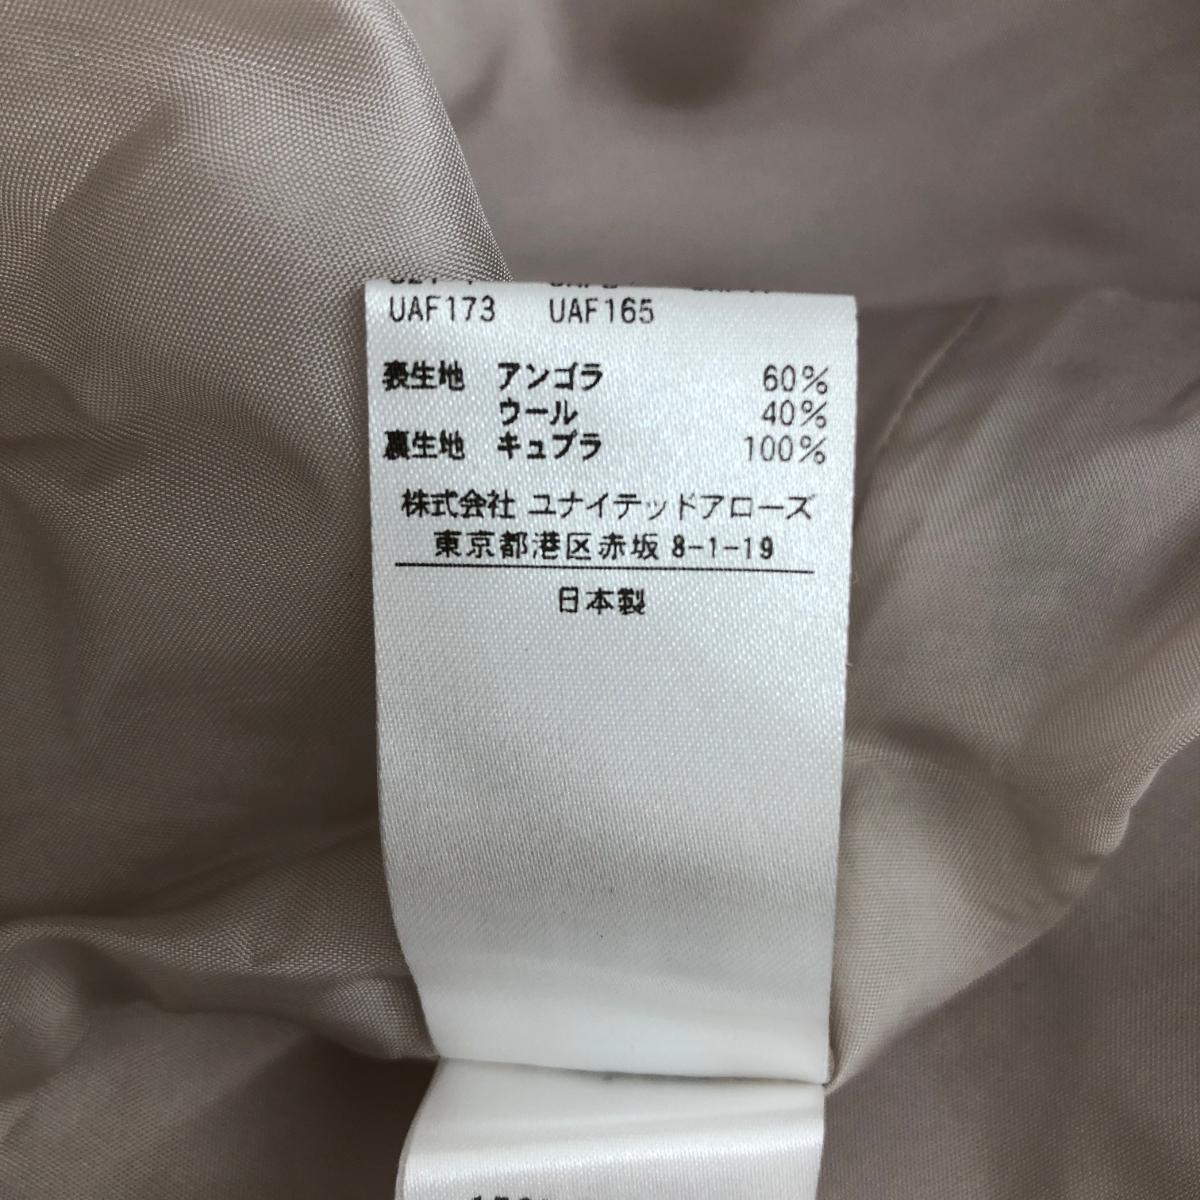 UAF173 UAF165
表生地 アンゴラ 60%
ウール 40%
裏生地 キュプラ 100%
株式会社 ユナイテッドアローズ
東京都港区赤坂 8-1-19
日本製